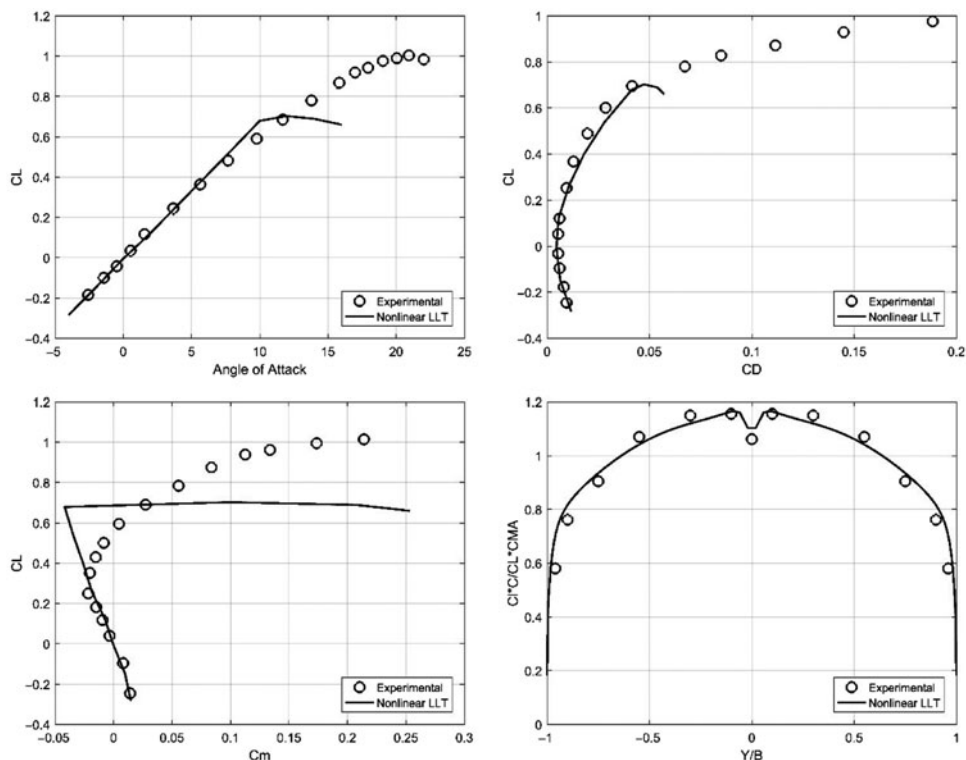 1.2
1
0.8
0.6
0.4
0.2
0
−0.2
−0.4
CL
−5 0 5 10 15 20 25
Angle of Attack
Experimental
Nonlinear LLT
1
0.8
0.6
0.4
0.2
0
−0.2
−0.4
CL
0 0.05 0.1 0.15 0.2
CD
Experimental
Nonlinear LLT
1.2
1
0.8
0.6
0.4
0.2
0
−0.2
−0.4
CL
−0.05 0 0.05 0.1 0.15 0.2 0.25 0.3
Cm
Experimental
Nonlinear LLT
1.2
1
0.8
0.6
0.4
0.2
0
Cl*C/CL*CMA
−1 −0.5 0 0.5 1
Y/B
Experimental
Nonlinear LLT